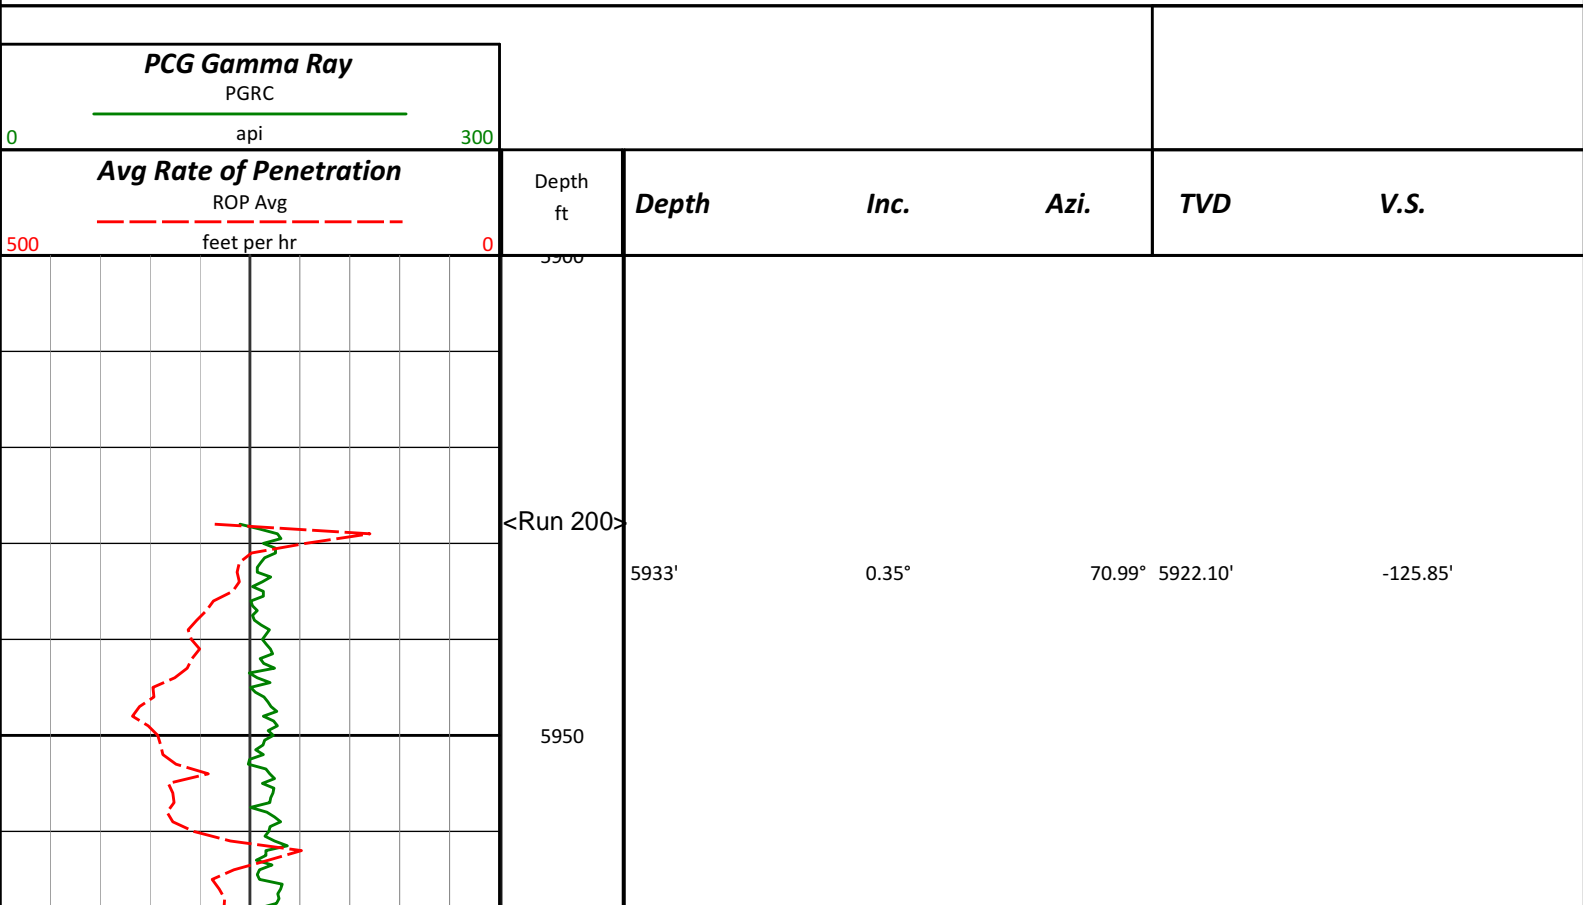 PCG Gamma Ray
PGRC
api
0 300
Avg Rate of Penetration
ROP Avg
feet per hr
500 0
Depth
ft
Depth Inc. Azi. TVD V.S.
<Run 200>
5933' 0.35° 70.99° 5922.10' -125.85'
5950